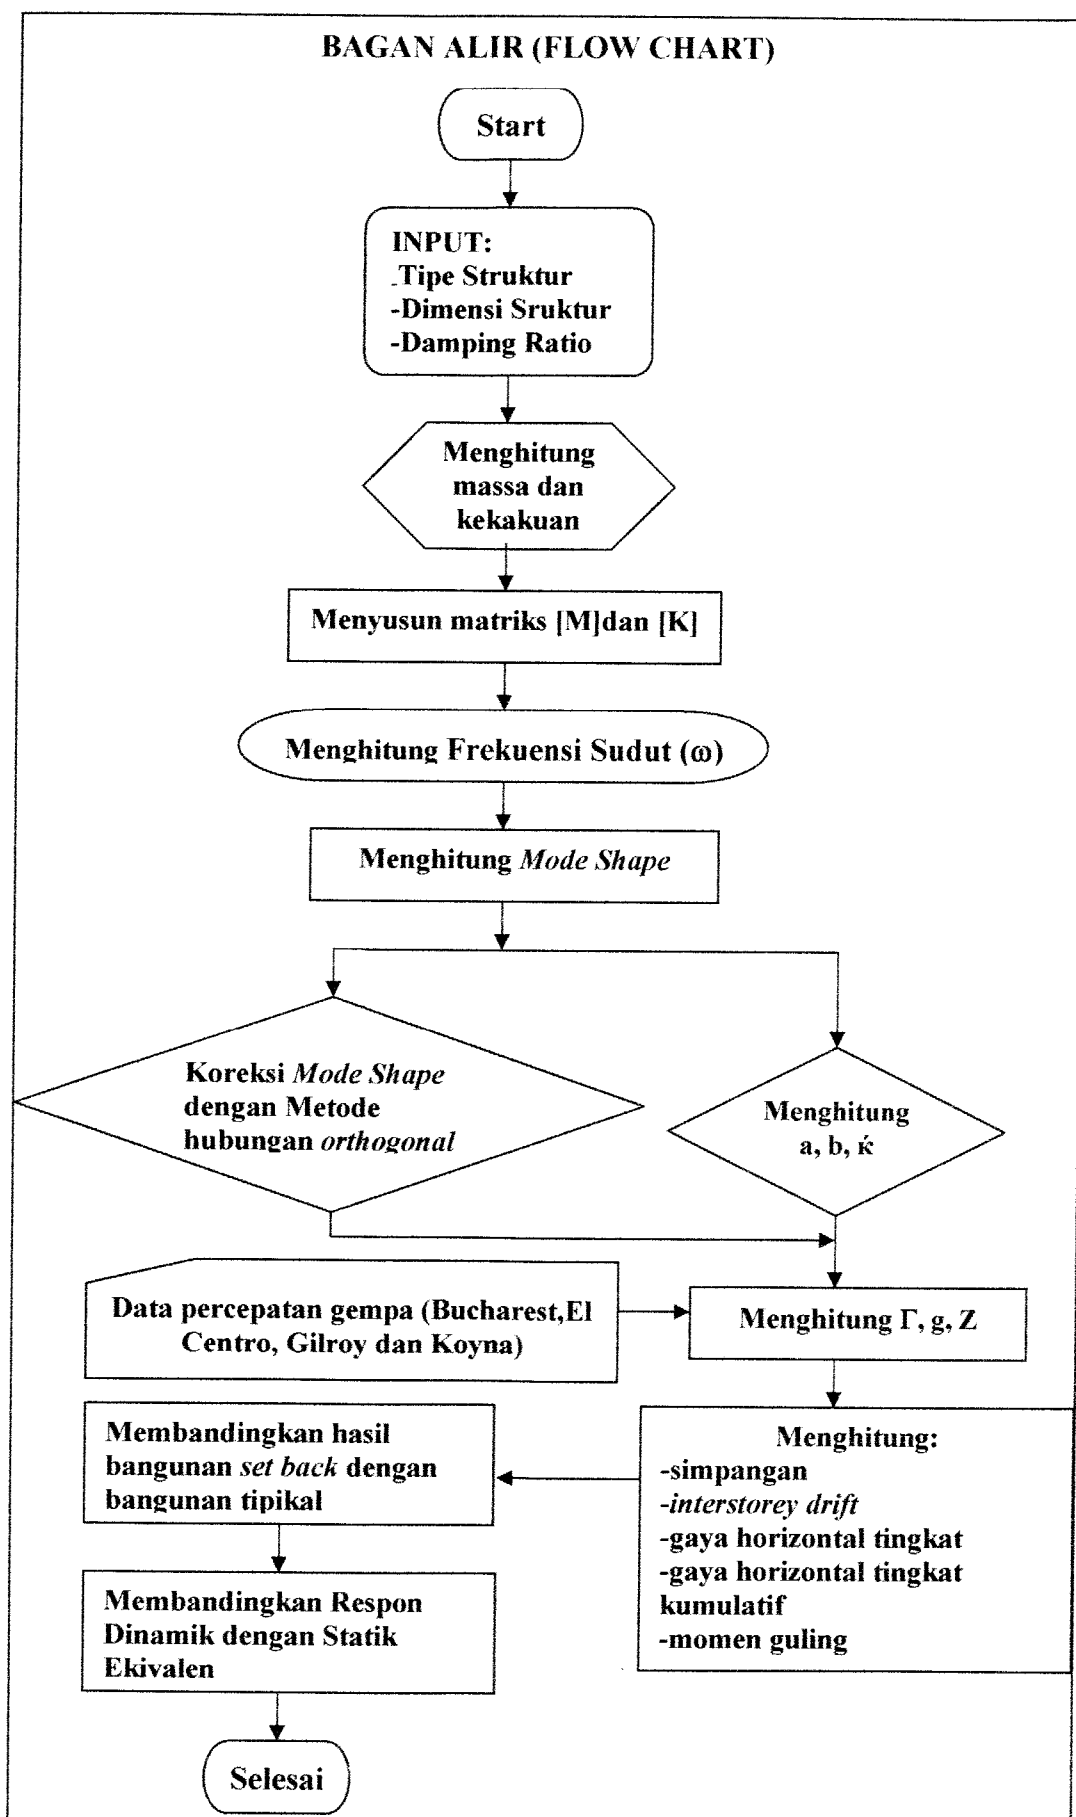 BAGAN ALIR (FLOW CHART)
Start
INPUT:
-Tipe Struktur
-Dimensi Sruktur
-Damping Ratio
Menghitung
massa dan
kekakuan
Menyusun matriks [M]dan [K]
Menghitung Frekuensi Sudut (ω)
Menghitung Mode Shape
Koreksi Mode Shape
dengan Metode
hubungan orthogonal
Menghitung
a, b, ḱ
Data percepatan gempa (Bucharest,El
Centro, Gilroy dan Koyna)
Menghitung Γ, g, Z
Menghitung:
-simpangan
-interstorey drift
-gaya horizontal tingkat
-gaya horizontal tingkat
kumulatif
-momen guling
Membandingkan hasil
bangunan set back dengan
bangunan tipikal
Membandingkan Respon
Dinamik dengan Statik
Ekivalen
Selesai